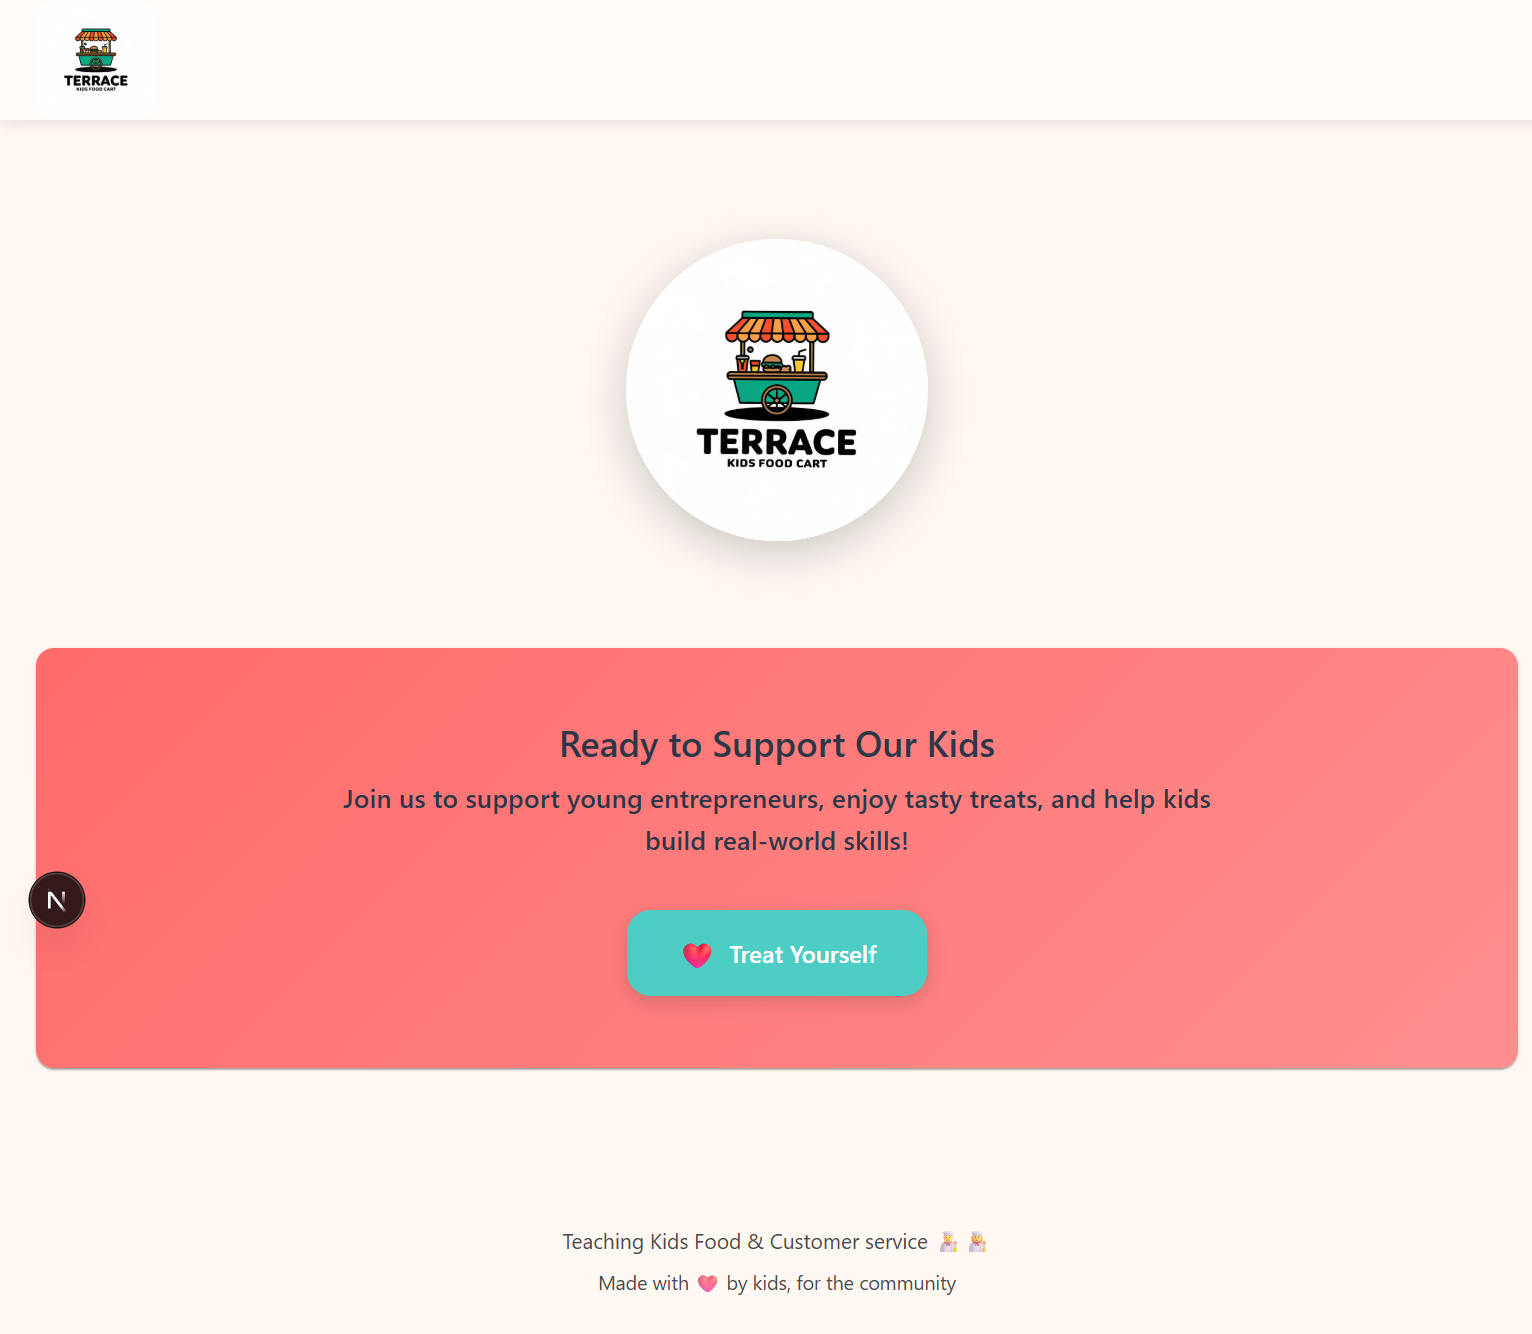 TERRACE
KIDS FOOD CART
TERRACE
KIDS FOOD CART
Ready to Support Our Kids
Join us to support young entrepreneurs, enjoy tasty treats, and help kids
build real-world skills!
N
Treat Yourself
Teaching Kids Food & Customer service
Made with ❤️ by kids, for the community